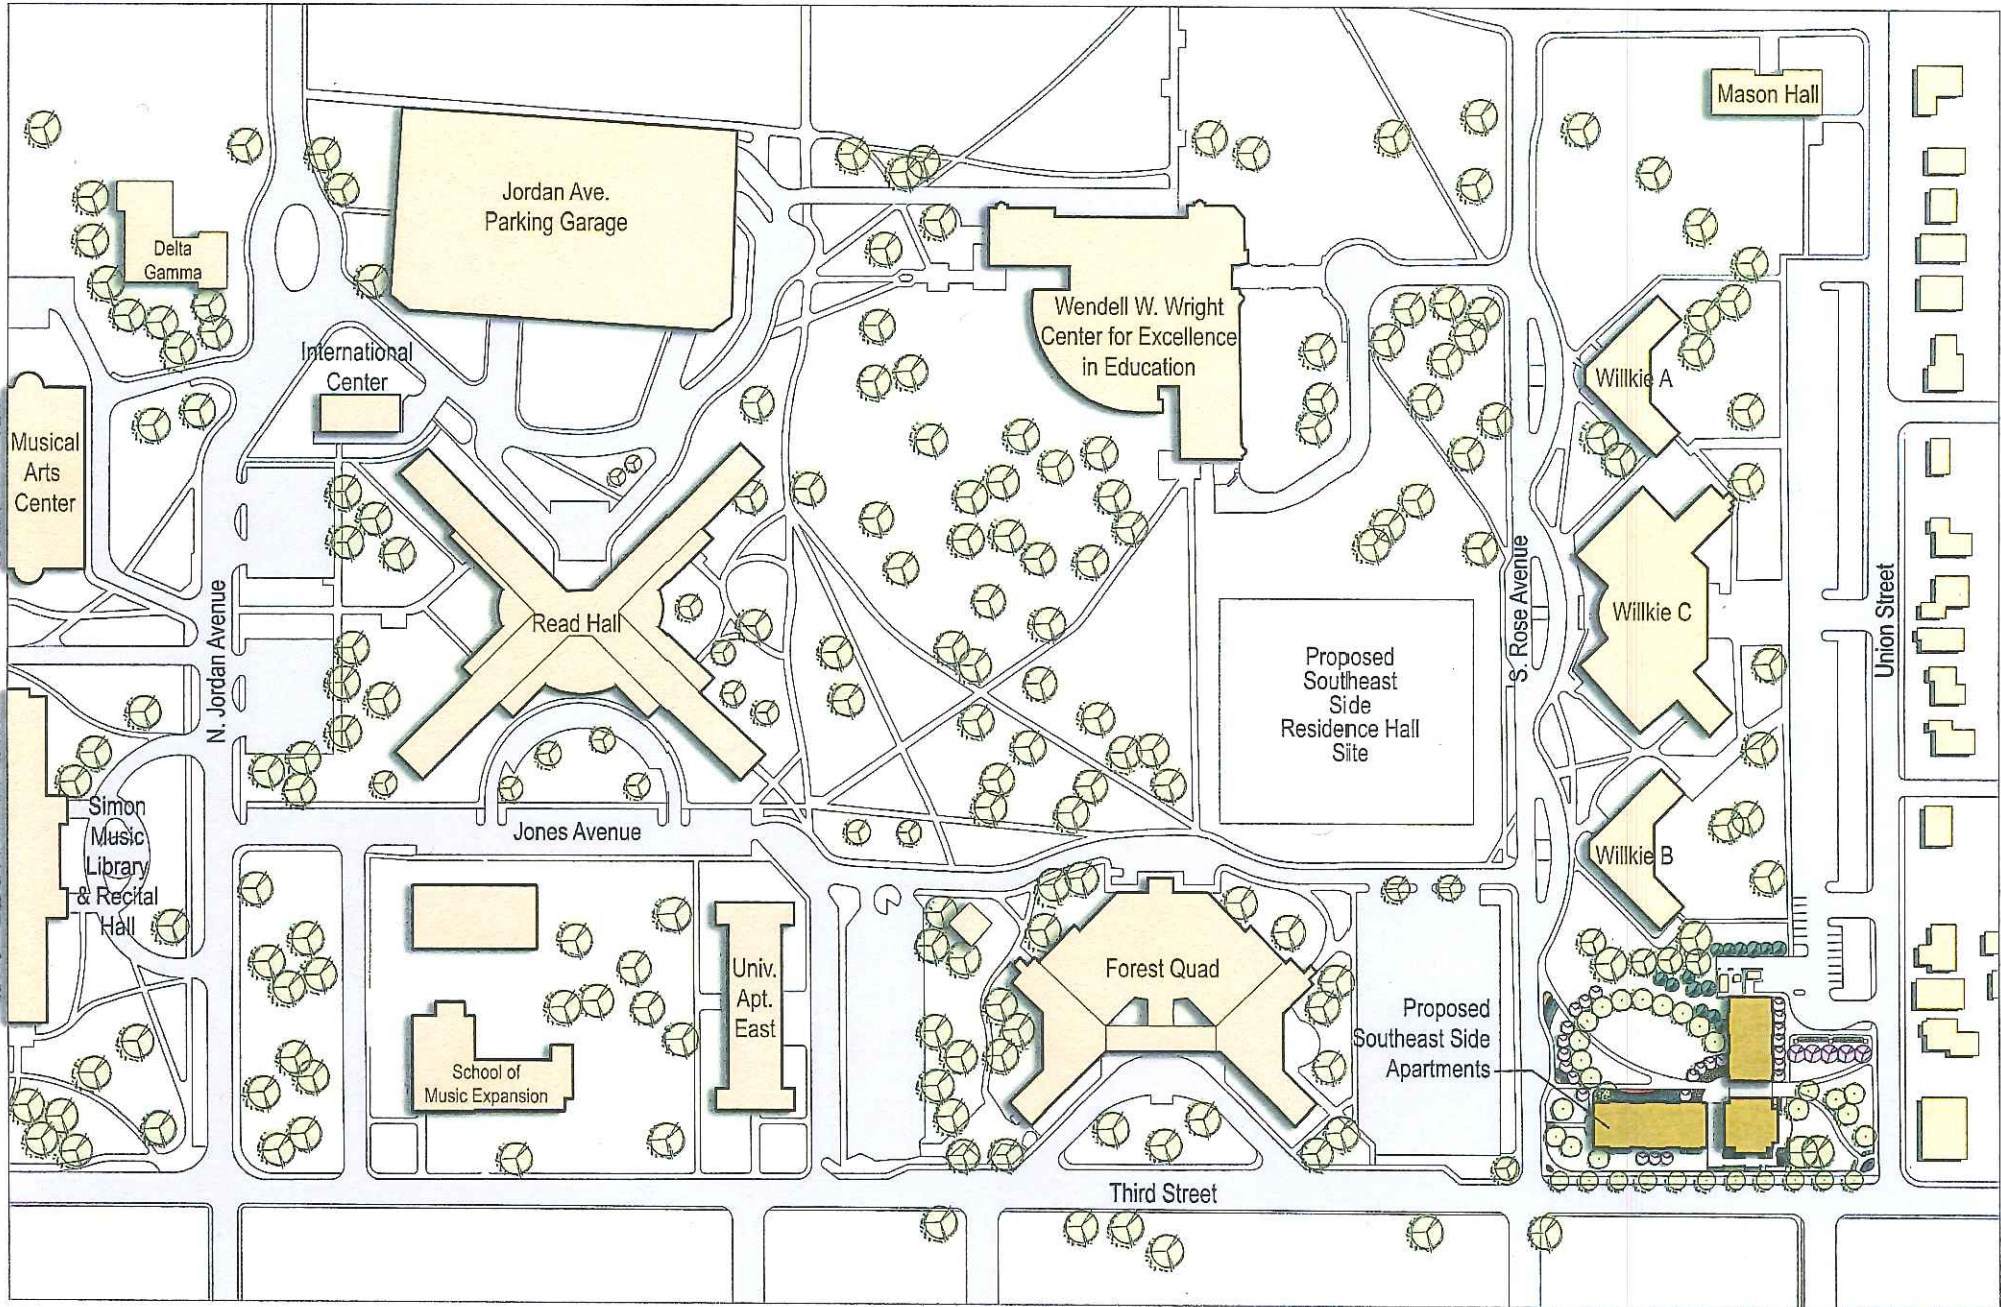 Mason Hall
Jordan Ave.
Parking Garage
Delta
Gamma
Wendell W. Wright
Center for Excellence
in Education
International
Center
Willkie A
Musical
Arts
Center
N. Jordan Avenue
Read Hall
S. Rose Avenue
Willkie C
Union Street
Proposed
Southeast
Side
Residence Hall
Site
Simon
Music
Library
& Recital
Hall
Jones Avenue
Willkie B
Univ.
Apt.
East
Forest Quad
Proposed
Southeast Side
Apartments
School of
Music Expansion
Third Street